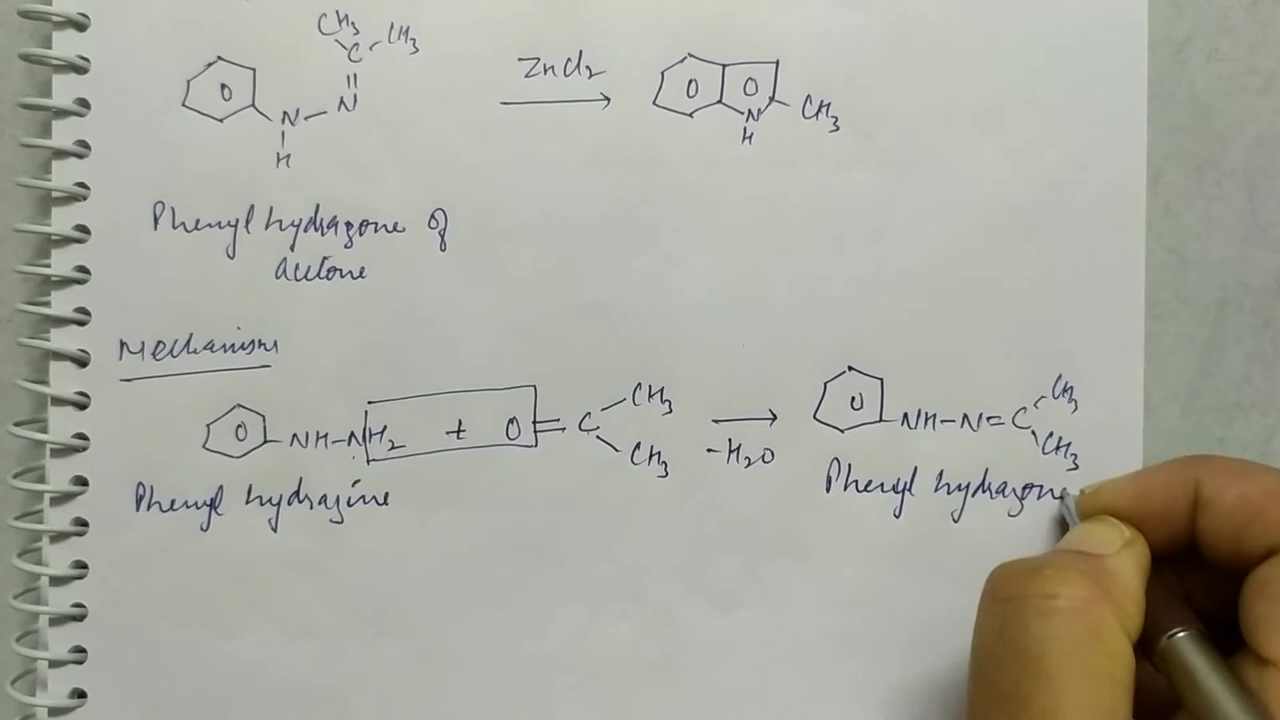 CH3
C CH3
||
N - N
H
ZnCl2
N
H
CH3
Phenyl hydrazone of
acetone
Mechanism
NH-NH2 + O=C CH3
CH3
-H2O
NH-N=C CH3
CH3
Phenyl hydrazine
Phenyl hydrazone